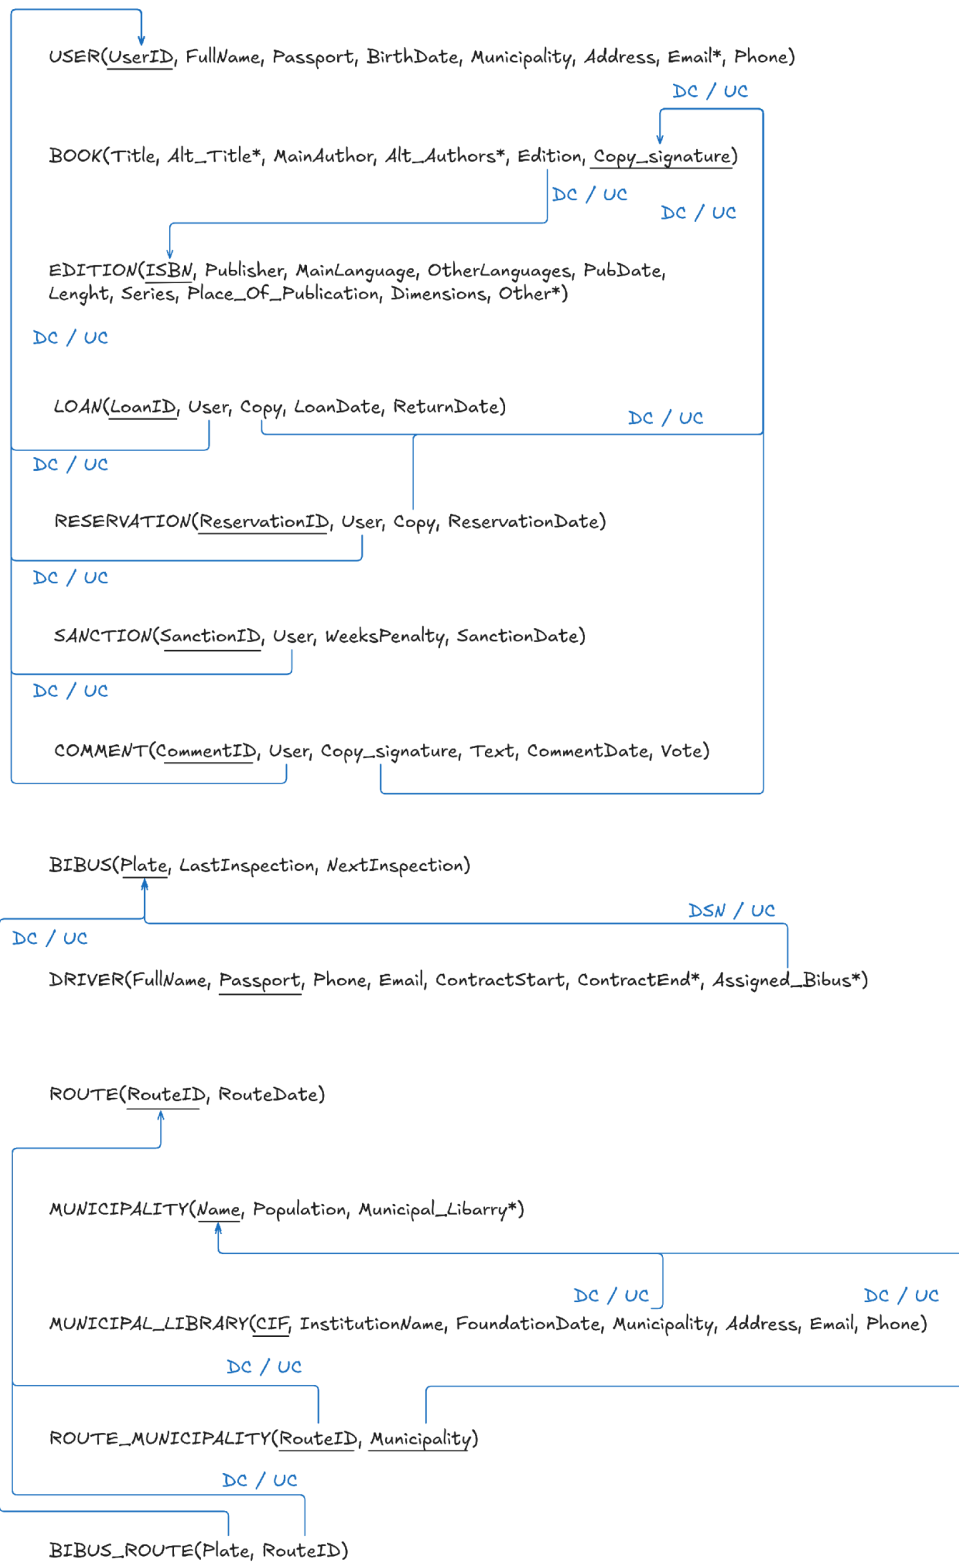 USER(UserID, FullName, Passport, BirthDate, Municipality, Address, Email*, Phone)
DC / UC
BOOK(Title, Alt_Title*, MainAuthor, Alt_Authors*, Edition, Copy_signature)
DC / UC
DC / UC
EDITION(ISBN, Publisher, MainLanguage, OtherLanguages, PubDate,
Lenght, Series, Place_Of_Publication, Dimensions, Other*)
DC / UC
LOAN(LoanID, User, Copy, LoanDate, ReturnDate)
DC / UC
DC / UC
RESERVATION(ReservationID, User, Copy, ReservationDate)
DC / UC
SANCTION(SanctionID, User, WeeksPenalty, SanctionDate)
DC / UC
COMMENT(CommentID, User, Copy_signature, Text, CommentDate, Vote)
BIBUS(Plate, LastInspection, NextInspection)
DSN / UC
DC / UC
DRIVER(FullName, Passport, Phone, Email, ContractStart, ContractEnd*, Assigned_Bibus*)
ROUTE(RouteID, RouteDate)
MUNICIPALITY(Name, Population, Municipal_Libarry*)
DC / UC DC / UC
MUNICIPAL_LIBRARY(CIF, InstitutionName, FoundationDate, Municipality, Address, Email, Phone)
DC / UC
ROUTE_MUNICIPALITY(RouteID, Municipality)
DC / UC
BIBUS_ROUTE(Plate, RouteID)